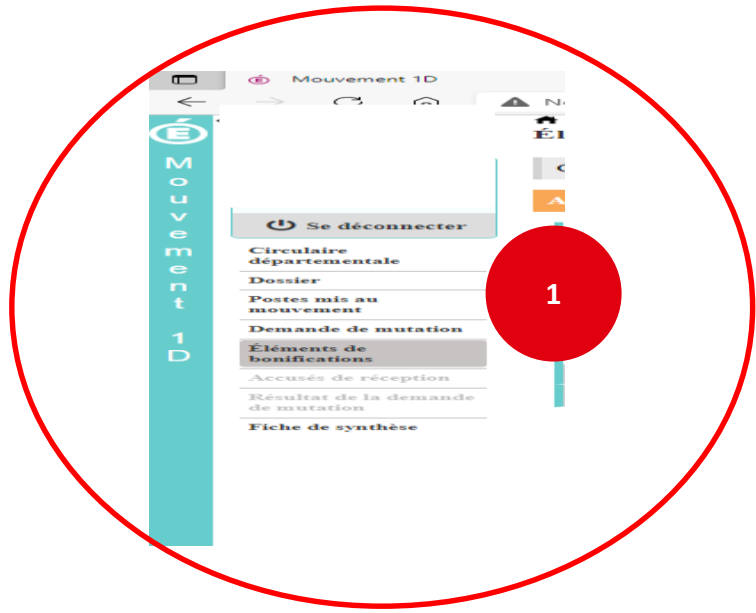 É Mouvement 1D
N
É
Él
Mouvement 1D
A
Se déconnecter
Circulaire
départementale
Dossier
Postes mis au
mouvement
Demande de mutation
Éléments de
bonifications
Accusés de réception
Résultat de la demande
de mutation
Fiche de synthèse
1